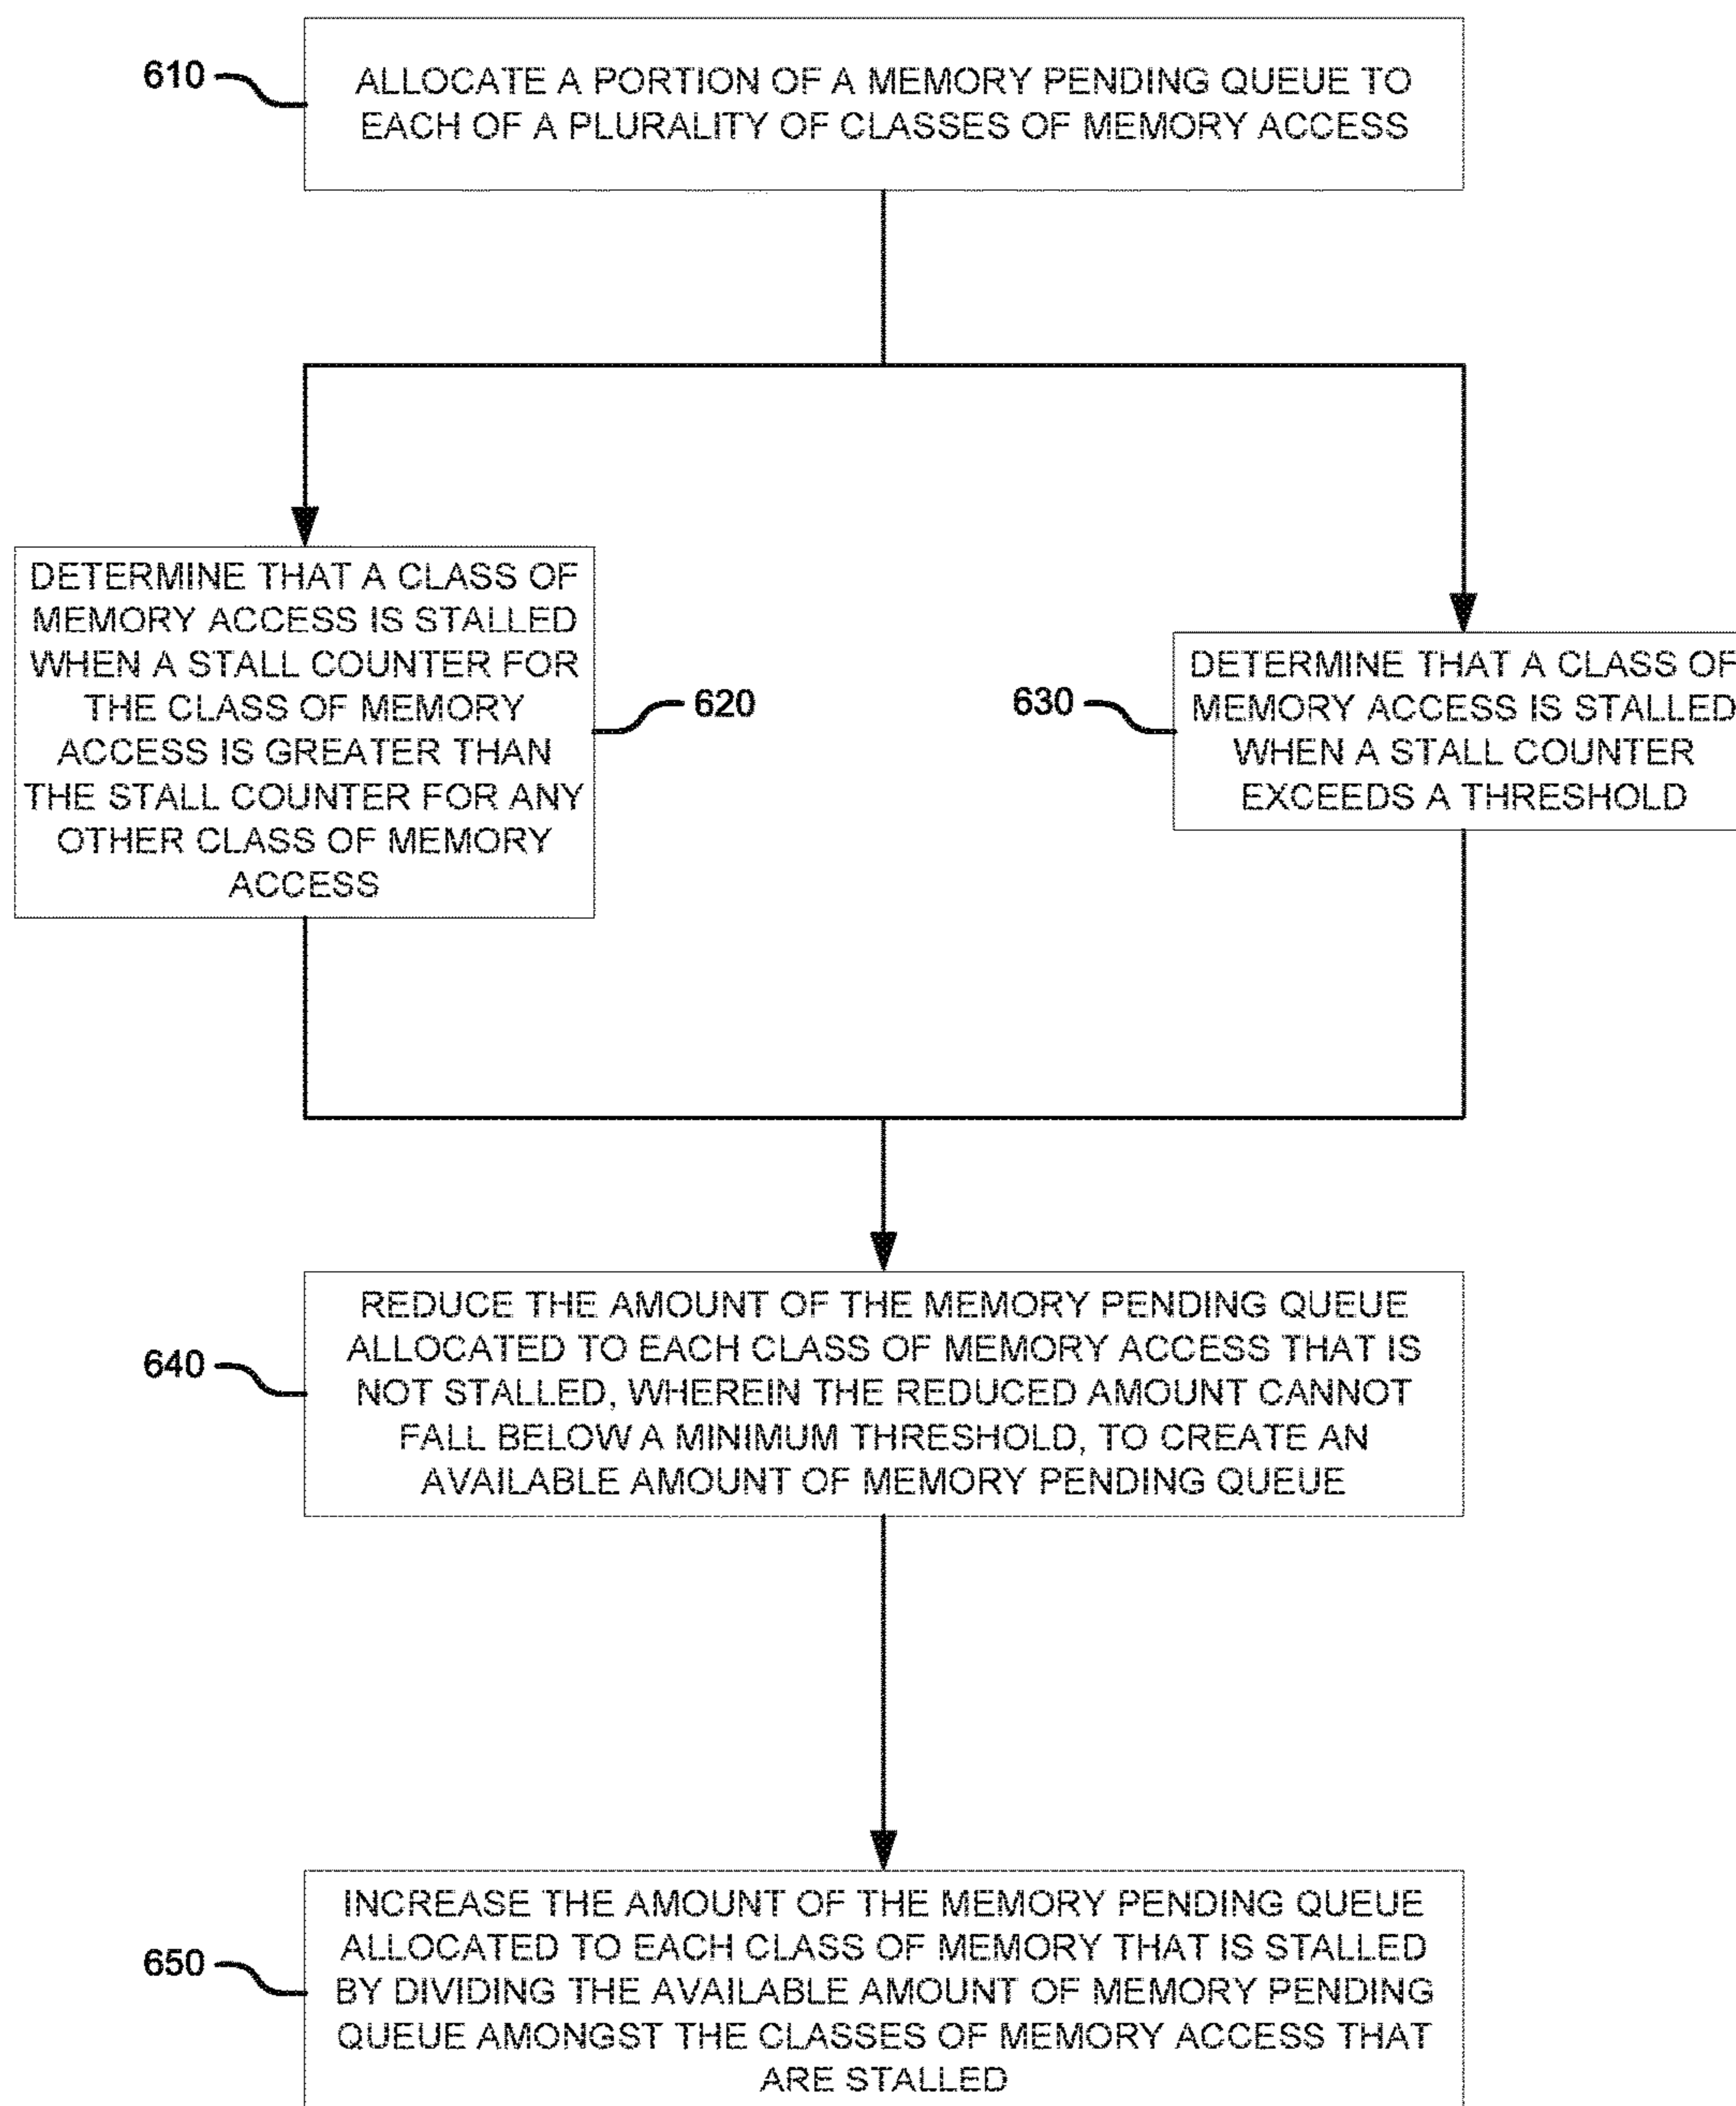 610
ALLOCATE A PORTION OF A MEMORY PENDING QUEUE TO
EACH OF A PLURALITY OF CLASSES OF MEMORY ACCESS
DETERMINE THAT A CLASS OF
MEMORY ACCESS IS STALLED
WHEN A STALL COUNTER FOR
THE CLASS OF MEMORY
ACCESS IS GREATER THAN
THE STALL COUNTER FOR ANY
OTHER CLASS OF MEMORY
ACCESS
620
630
DETERMINE THAT A CLASS OF
MEMORY ACCESS IS STALLED
WHEN A STALL COUNTER
EXCEEDS A THRESHOLD
640
REDUCE THE AMOUNT OF THE MEMORY PENDING QUEUE
ALLOCATED TO EACH CLASS OF MEMORY ACCESS THAT IS
NOT STALLED, WHEREIN THE REDUCED AMOUNT CANNOT
FALL BELOW A MINIMUM THRESHOLD, TO CREATE AN
AVAILABLE AMOUNT OF MEMORY PENDING QUEUE
650
INCREASE THE AMOUNT OF THE MEMORY PENDING QUEUE
ALLOCATED TO EACH CLASS OF MEMORY THAT IS STALLED
BY DIVIDING THE AVAILABLE AMOUNT OF MEMORY PENDING
QUEUE AMONGST THE CLASSES OF MEMORY ACCESS THAT
ARE STALLED